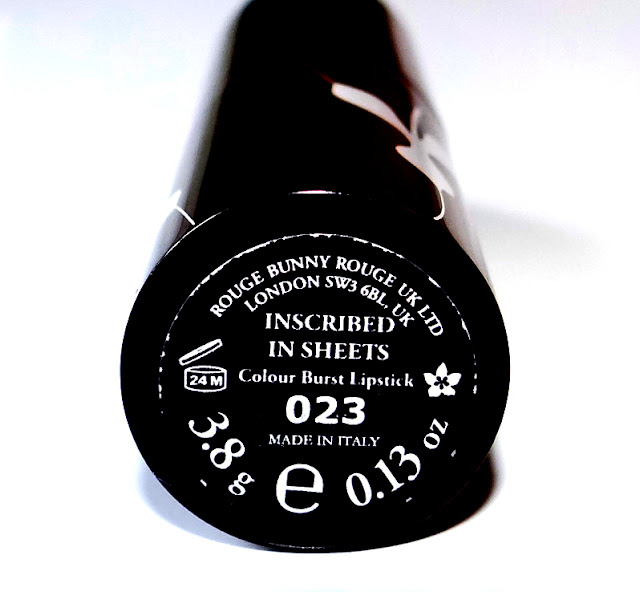 ROUGE BUNNY ROUGE UK LTD
LONDON SW3 6BL, UK
INSCRIBED
IN SHEETS
24 M
Colour Burst Lipstick
023
MADE IN ITALY
3.8 g e 0.13 oz